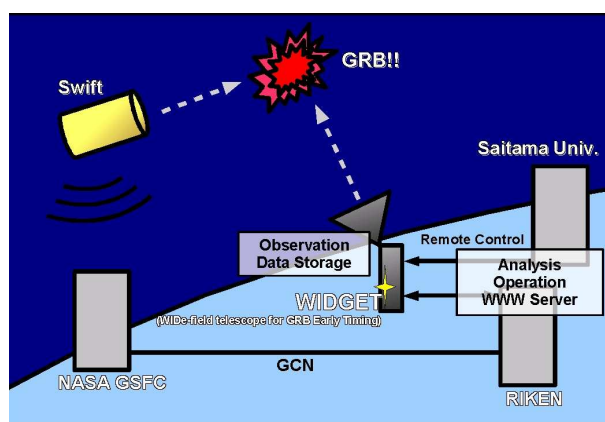 GRB!!
Swift
Saitama Univ.
Observation
Data Storage
Remote Control
Analysis
Operation
WWW Server
WIDGET
(WIDe-field telescope for GRB Early Timing)
GCN
NASA GSFC
RIKEN